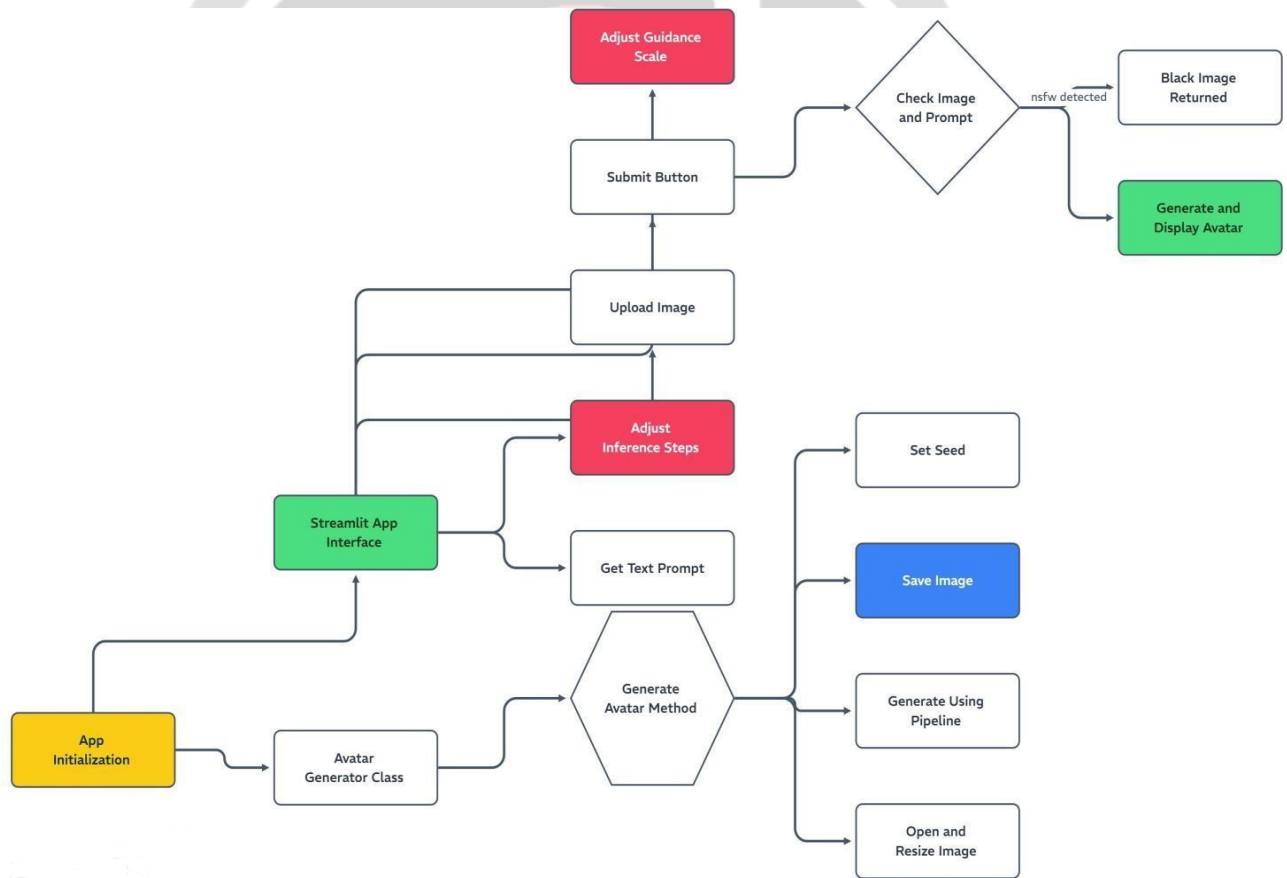 Adjust Guidance
Scale
Check Image
and Prompt
nsfw detected
Black Image
Returned
Submit Button
Generate and
Display Avatar
Upload Image
Adjust
Inference Steps
Set Seed
Streamlit App
Interface
Get Text Prompt
Save Image
Generate
Avatar Method
Generate Using
Pipeline
App
Initialization
Avatar
Generator Class
Open and
Resize Image